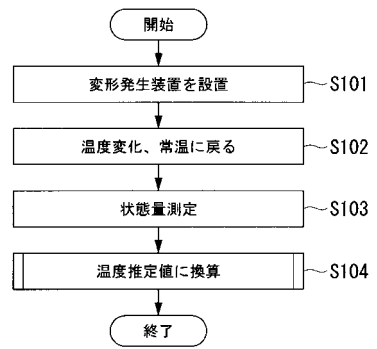 開始
変形発生装置を設置 S101
温度変化、常温に戻る S102
状態量測定 S103
温度推定値に換算 S104
終了